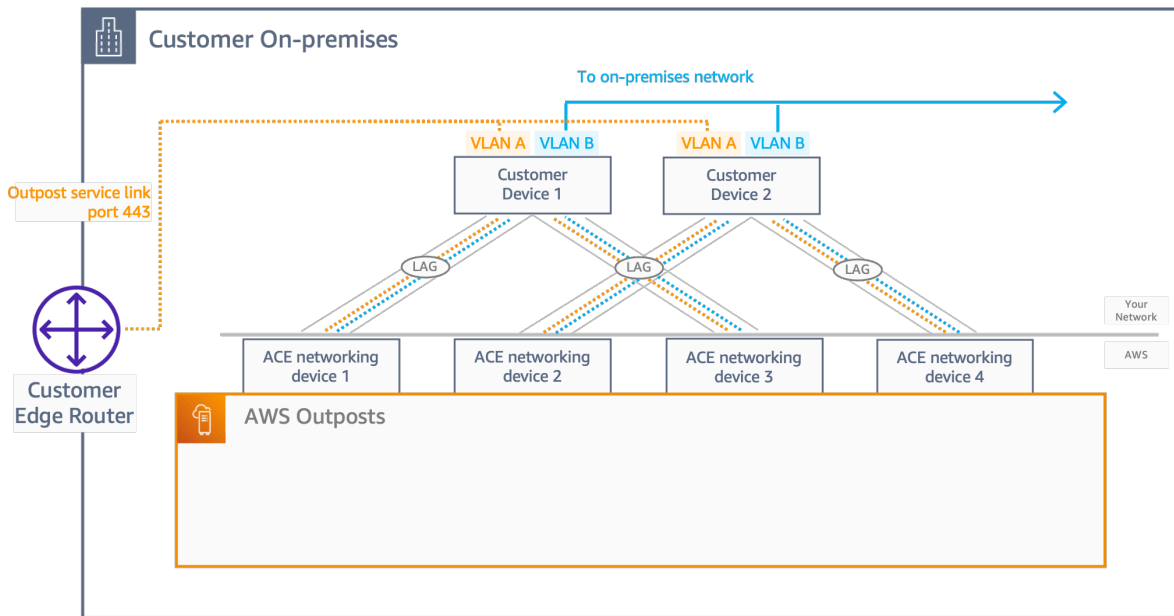 Customer On-premises
To on-premises network
VLAN A
VLAN B
VLAN A
VLAN B
Customer
Device 1
Customer
Device 2
Outpost service link
port 443
LAG
LAG
LAG
Your
Network
AWS
Customer
Edge Router
ACE networking
device 1
ACE networking
device 2
ACE networking
device 3
ACE networking
device 4
AWS Outposts